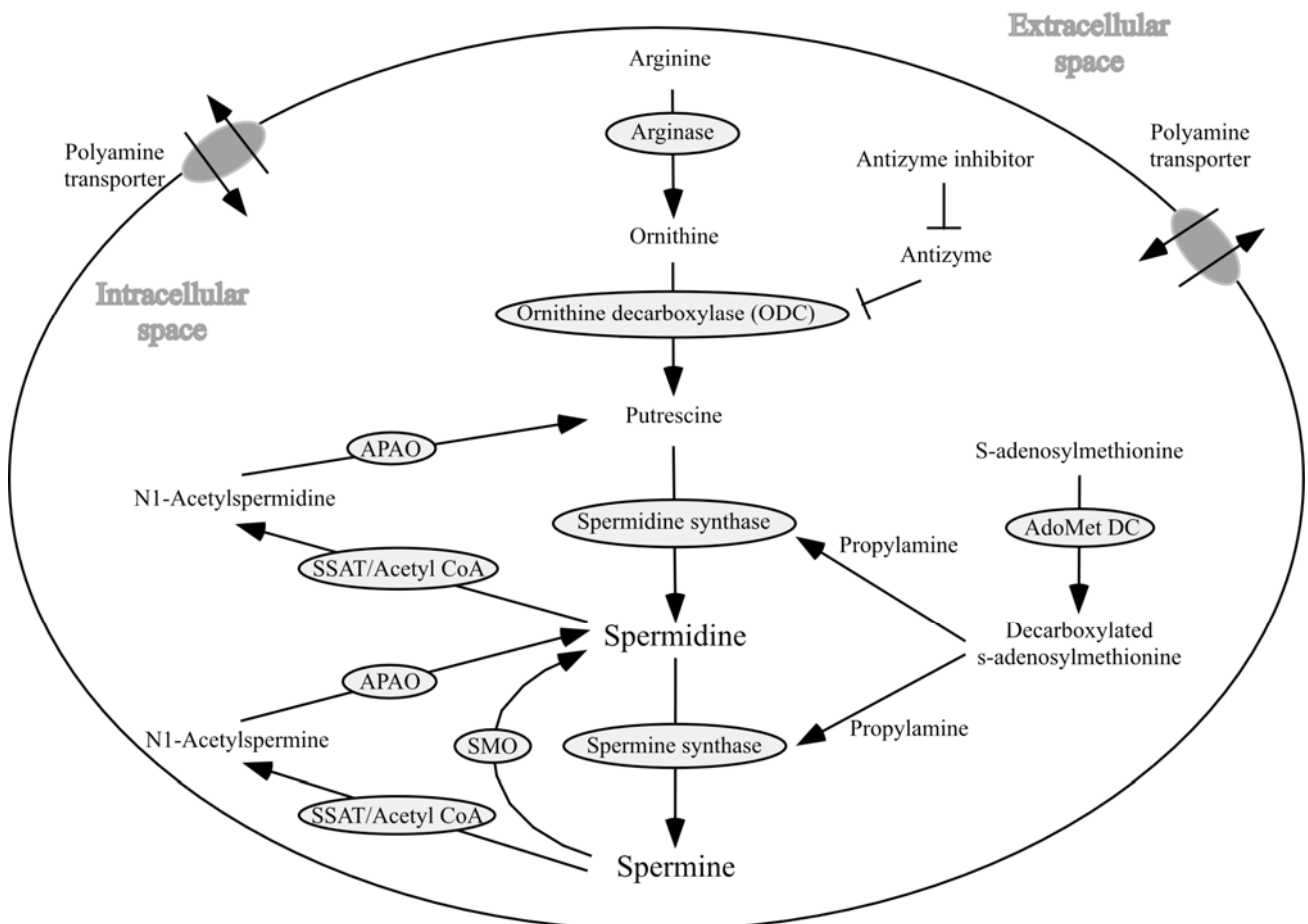 Extracellular
space
Arginine
Arginase
Polyamine
transporter
Polyamine
transporter
Antizyme inhibitor
Ornithine
Antizyme
Intracellular
space
Ornithine decarboxylase (ODC)
Putrescine
APAO
S-adenosylmethionine
N1-Acetylspermidine
Spermidine synthase
AdoMet DC
Propylamine
SSAT/Acetyl CoA
Spermidine
Decarboxylated
s-adenosylmethionine
APAO
N1-Acetylspermine
SMO
Spermine synthase
Propylamine
SSAT/Acetyl CoA
Spermine